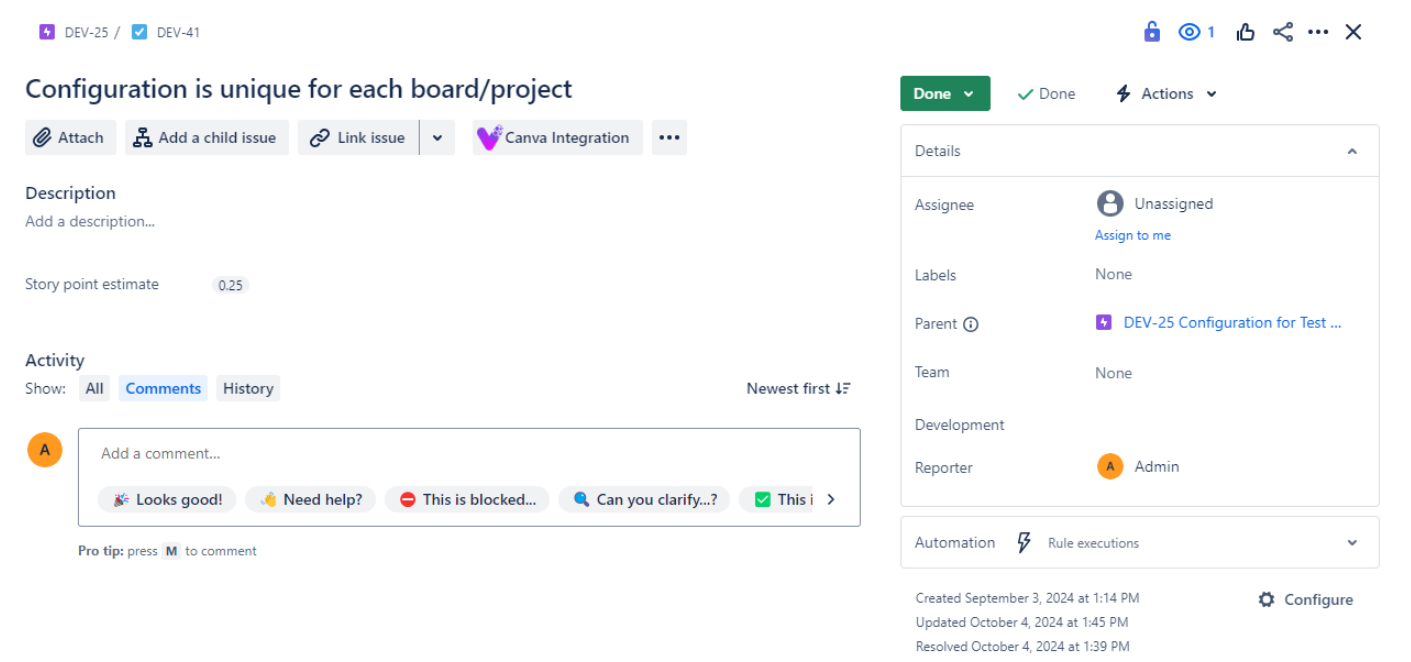 DEV-25 / DEV-41
1
Configuration is unique for each board/project
Attach Add a child issue Link issue Canva Integration
Description
Add a description...
Story point estimate 0.25
Activity
Show: All Comments History Newest first
A Add a comment...
Looks good! Need help? This is blocked... Can you clarify...? This
Pro tip: press M to comment
Done Done Actions
Details
Assignee Unassigned
Assign to me
Labels None
Parent DEV-25 Configuration for Test ...
Team None
Development
Reporter A Admin
Automation Rule executions
Created September 3, 2024 at 1:14 PM Configure
Updated October 4, 2024 at 1:45 PM
Resolved October 4, 2024 at 1:39 PM